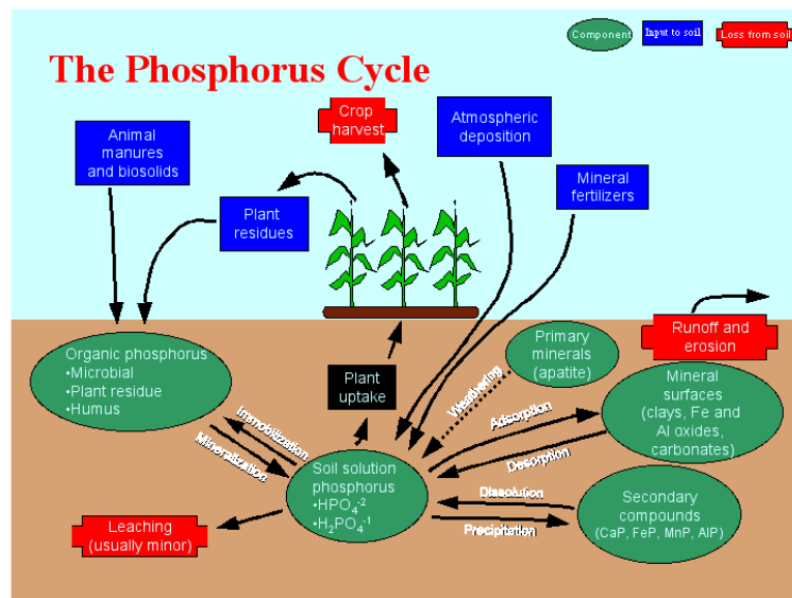 Component
Input to soil
Loss from soil
The Phosphorus Cycle
Animal
manures
and biosolids
Crop
harvest
Atmospheric
deposition
Mineral
fertilizers
Plant
residues
Organic phosphorus
•Microbial
•Plant residue
•Humus
Plant
uptake
Primary
minerals
(apatite)
Runoff and
erosion
Mineral
surfaces
(clays, Fe and
Al oxides,
carbonates)
Weathering
Adsorption
Desorption
Immobilization
Mineralization
Soil solution
phosphorus
•HPO₄⁻²
•H₂PO₄⁻¹
Dissolution
Precipitation
Secondary
compounds
(CaP, FeP, MnP, AlP)
Leaching
(usually minor)